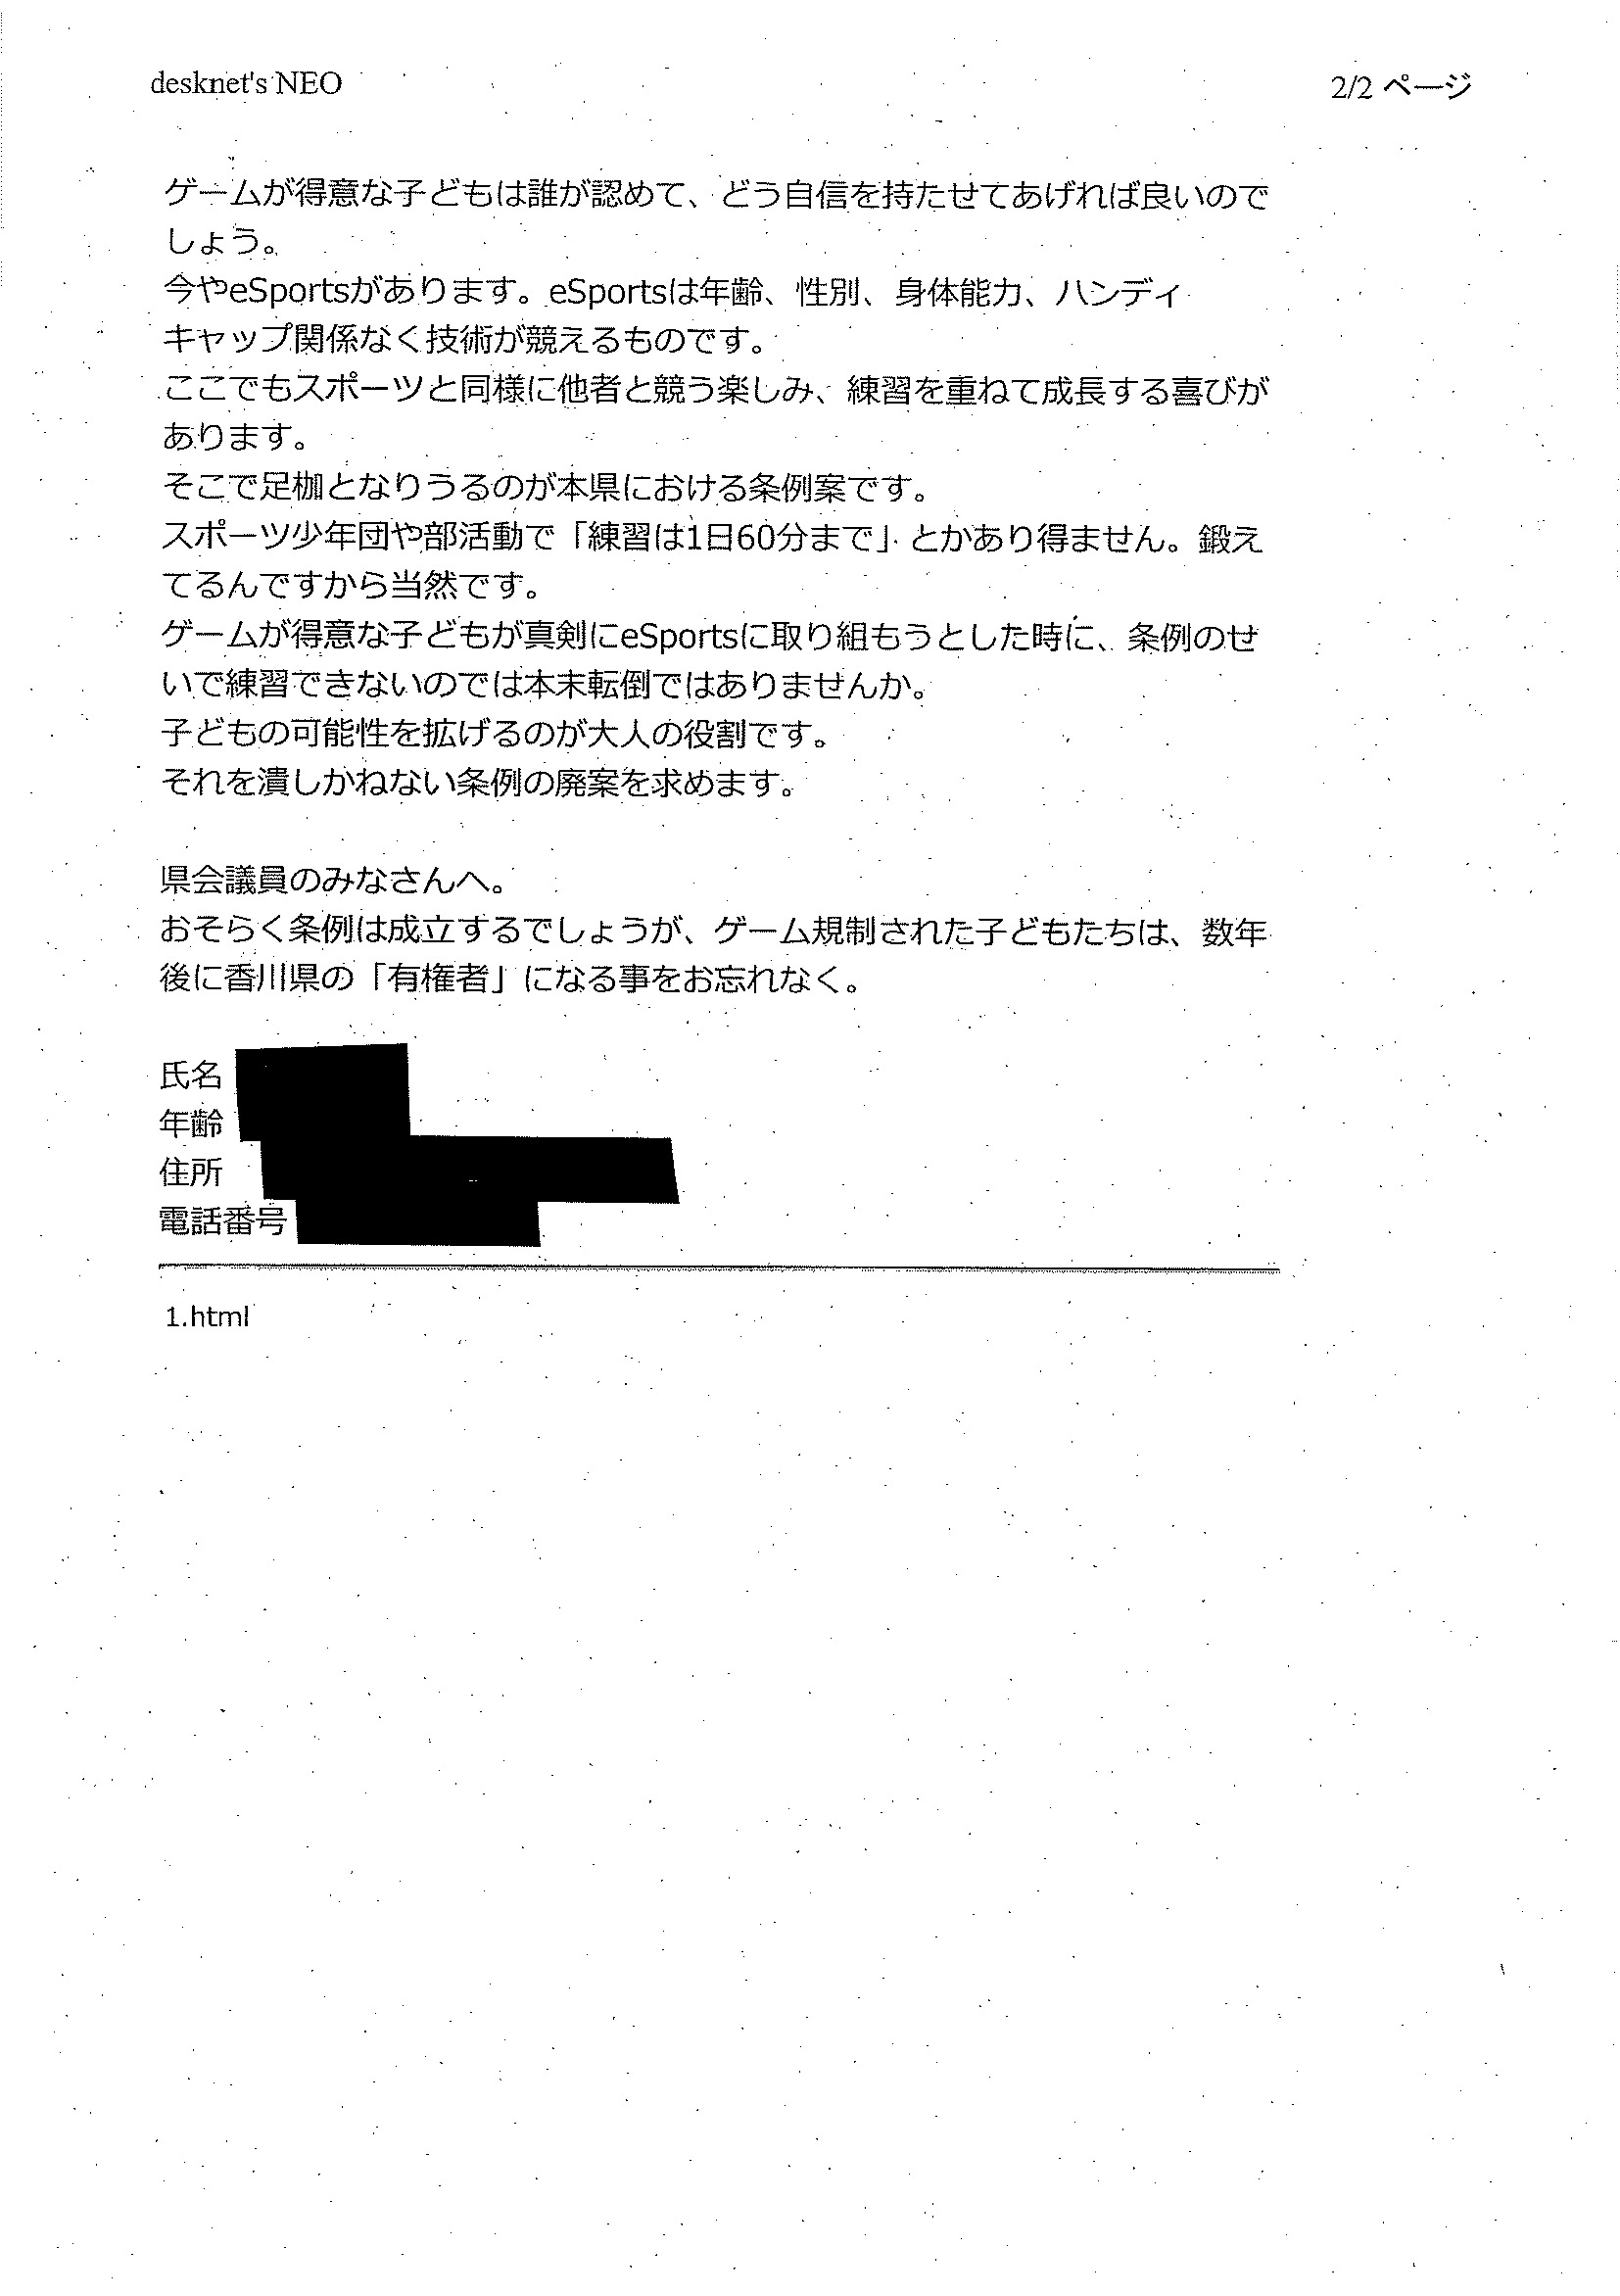 desknet's NEO
2/2 ページ
ゲームが得意な子どもは誰が認めて、どう自信を持たせてあげれば良いので
しょう。
今やeSportsがあります。eSportsは年齢、性別、身体能力、ハンディ
キャップ関係なく技術が競えるものです。
ここでもスポーツと同様に他者と競う楽しみ、練習を重ねて成長する喜びが
あります。
そこで足枷となりうるのが本県における条例案です。
スポーツ少年団や部活動で「練習は1日60分まで」とかあり得ません。鍛え
てるんですから当然です。
ゲームが得意な子どもが真剣にeSportsに取り組もうとした時に、条例のせ
いで練習できないのでは本末転倒ではありませんか。
子どもの可能性を拡げるのが大人の役割です。
それを潰しかねない条例の廃案を求めます。
県会議員のみなさんへ。
おそらく条例は成立するでしょうが、ゲーム規制された子どもたちは、数年
後に香川県の「有権者」になる事をお忘れなく。
氏名
年齢
住所
電話番号
1.html